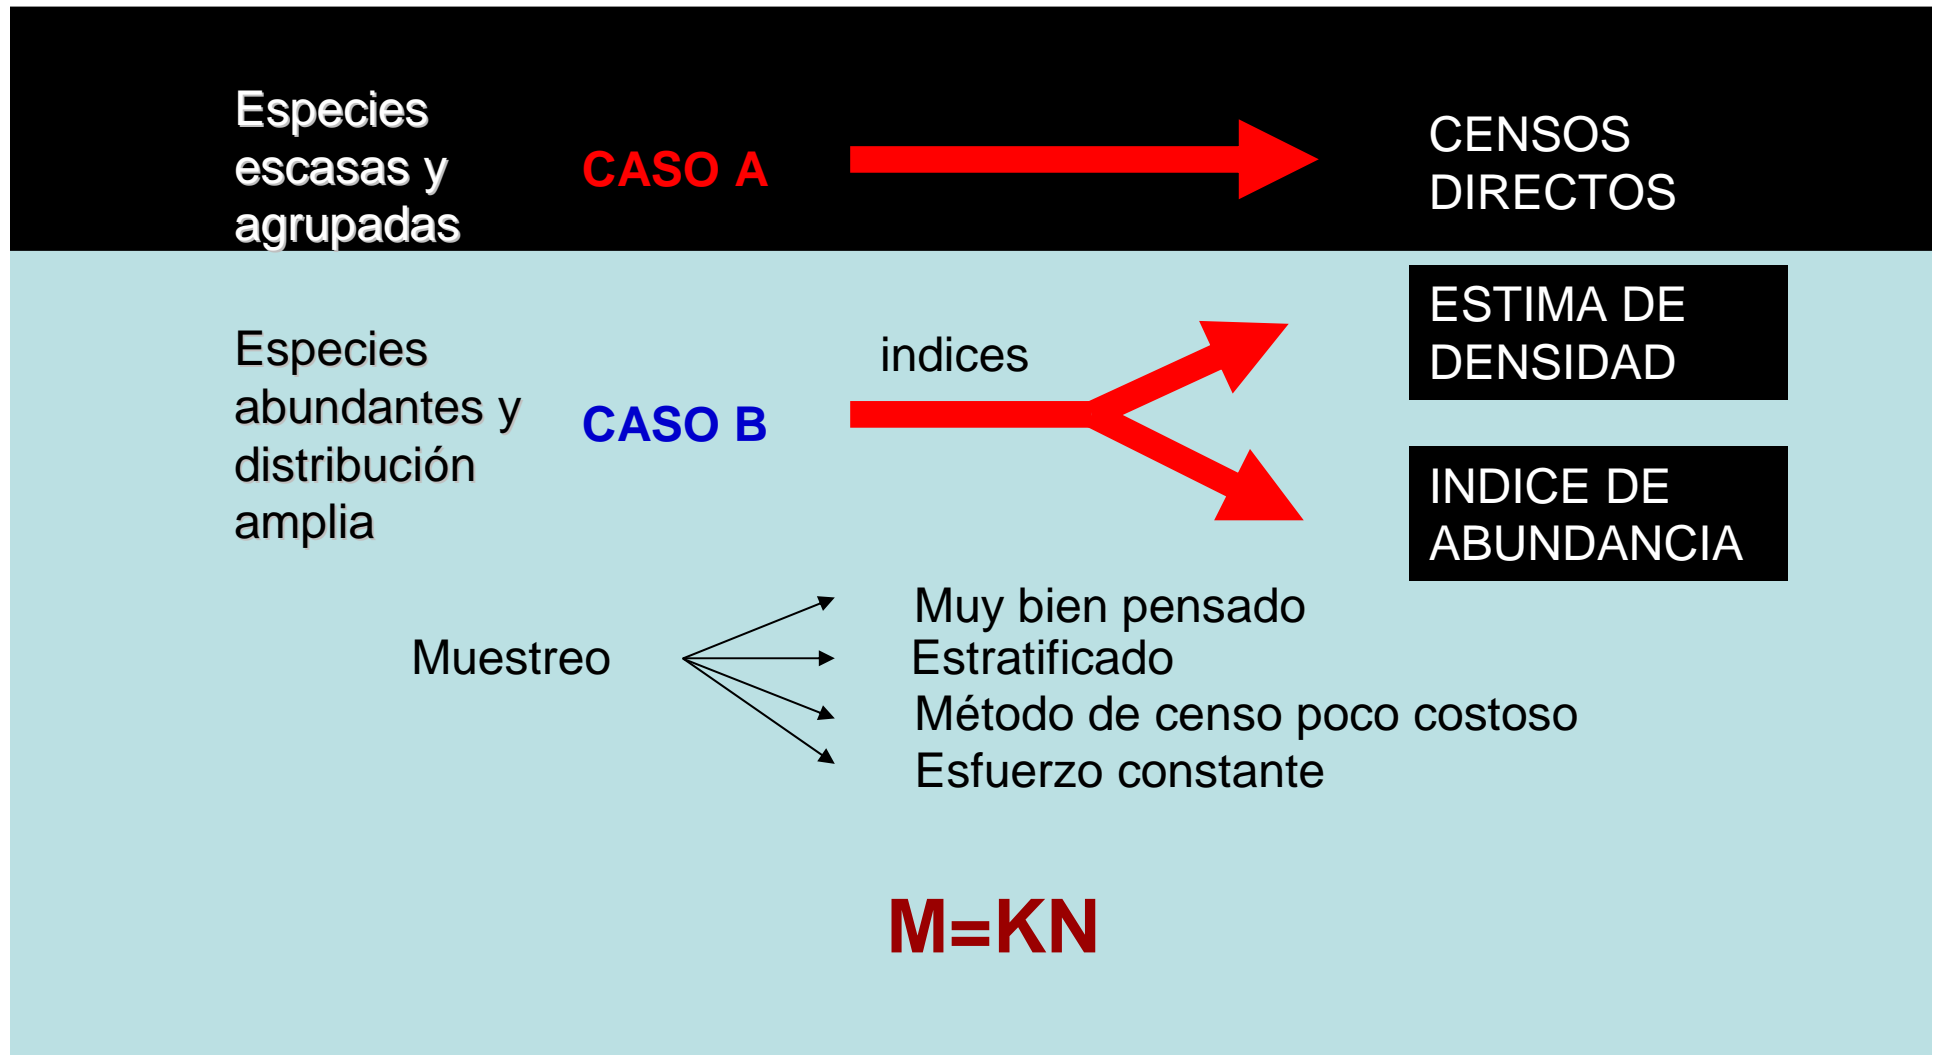 Especies
escasas y
agrupadas
CASO A
CENSOS
DIRECTOS
Especies
abundantes y
distribución
amplia
CASO B
indices
ESTIMA DE
DENSIDAD
INDICE DE
ABUNDANCIA
Muestreo
Muy bien pensado
Estratificado
Método de censo poco costoso
Esfuerzo constante
M=KN